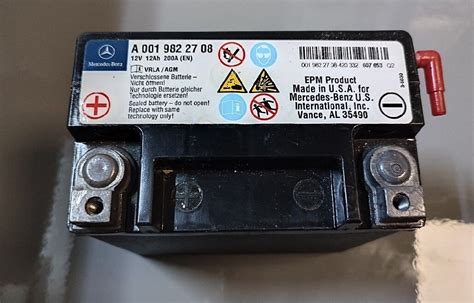 Mercedes-Benz
A 001 982 27 08
12V 12Ah 200A (EN)
VRLA / AGM
Verschlossene Batterie -
Nicht öffnen!
Nur durch Batterie gleicher
Technologie ersetzen!
Sealed battery - do not open!
Replace with same
technology only!
EPM Product
Made in U.S.A. for
Mercedes-Benz U.S.
International, Inc.
Vance, AL 35490